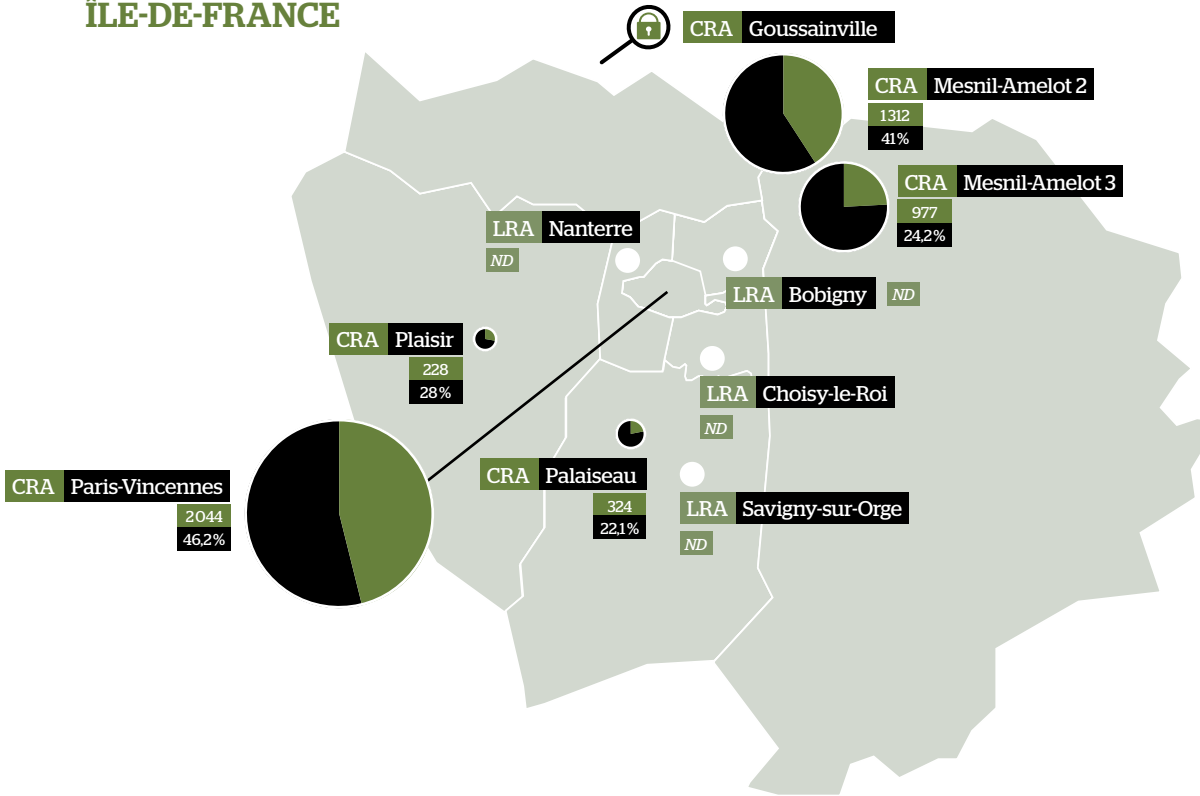 ÎLE-DE-FRANCE
CRA Goussainville
CRA Mesnil-Amelot 2
1312
41%
CRA Mesnil-Amelot 3
977
24,2%
LRA Nanterre
ND
LRA Bobigny ND
CRA Plaisir
228
28%
LRA Choisy-le-Roi
ND
CRA Paris-Vincennes
2044
46,2%
CRA Palaiseau
324
22,1%
LRA Savigny-sur-Orge
ND